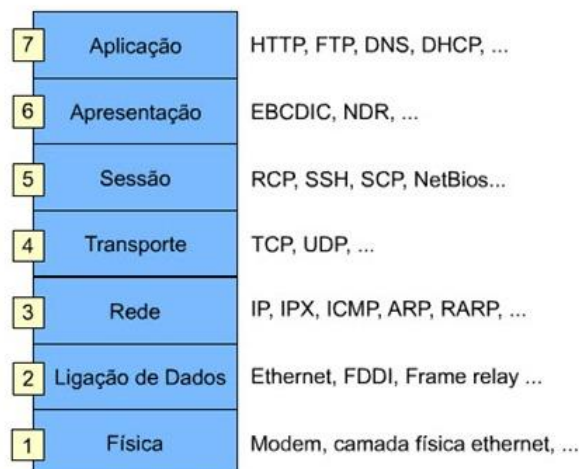 7 Aplicação HTTP, FTP, DNS, DHCP, ...
6 Apresentação EBCDIC, NDR, ...
5 Sessão RCP, SSH, SCP, NetBios...
4 Transporte TCP, UDP, ...
3 Rede IP, IPX, ICMP, ARP, RARP, ...
2 Ligação de Dados Ethernet, FDDI, Frame relay ...
1 Física Modem, camada física ethernet, ...